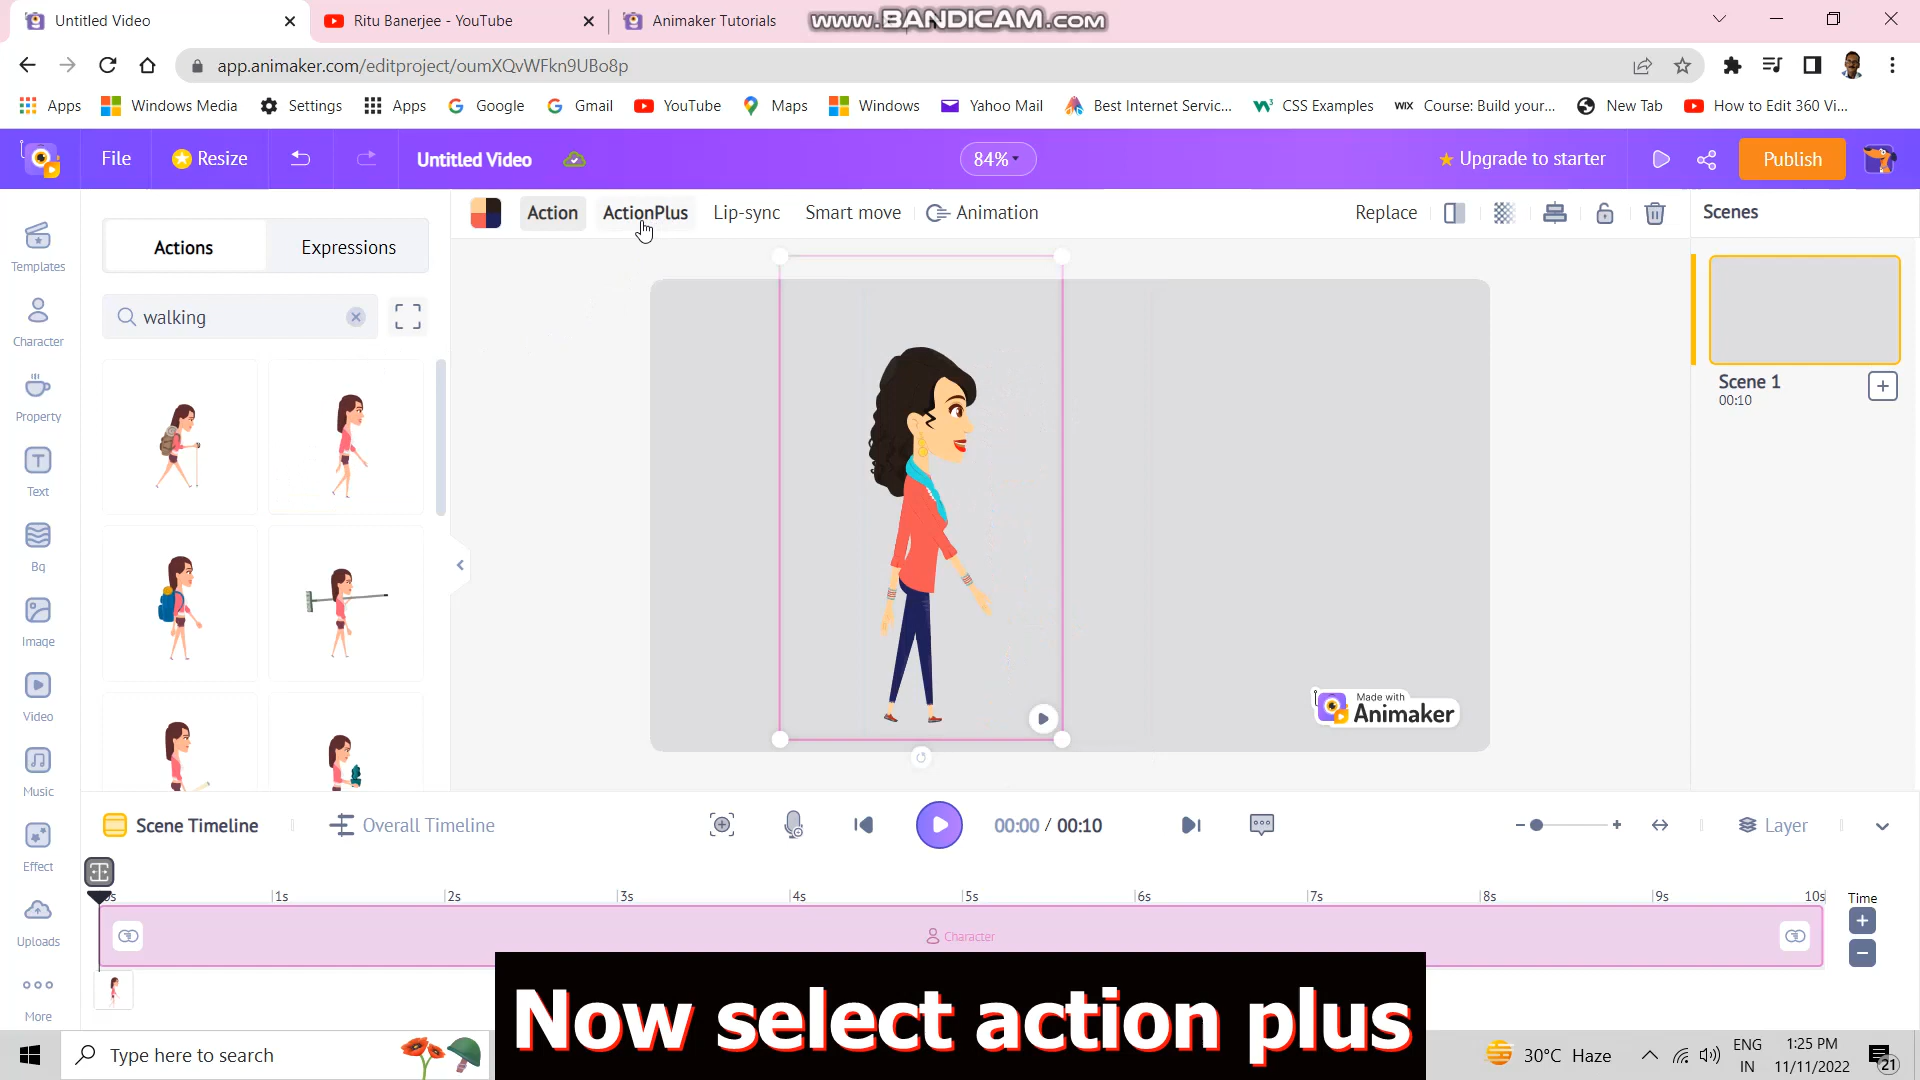 Untitled Video
Ritu Banerjee - YouTube
Animaker Tutorials
www.BANDICAM.com
app.animaker.com/editproject/oumXQvWFkn9UBo8p
Apps
Windows Media
Settings
Apps
Google
Gmail
YouTube
Maps
Windows
Yahoo Mail
Best Internet Servic...
CSS Examples
WIX
Course: Build your...
New Tab
How to Edit 360 Vi...
File
Resize
Untitled Video
84%
Upgrade to starter
Publish
Action
ActionPlus
Lip-sync
Smart move
Animation
Replace
Scenes
Actions
Expressions
walking
Templates
Character
Property
Text
Bg
Image
Video
Music
Effect
Uploads
More
Made with
Animaker
Scene 1
00:10
Scene Timeline
Overall Timeline
00:00 / 00:10
Layer
0s
1s
2s
3s
4s
5s
6s
7s
8s
9s
10s
Time
Character
Now select action plus
Type here to search
30°C Haze
ENG
IN
1:25 PM
11/11/2022
21